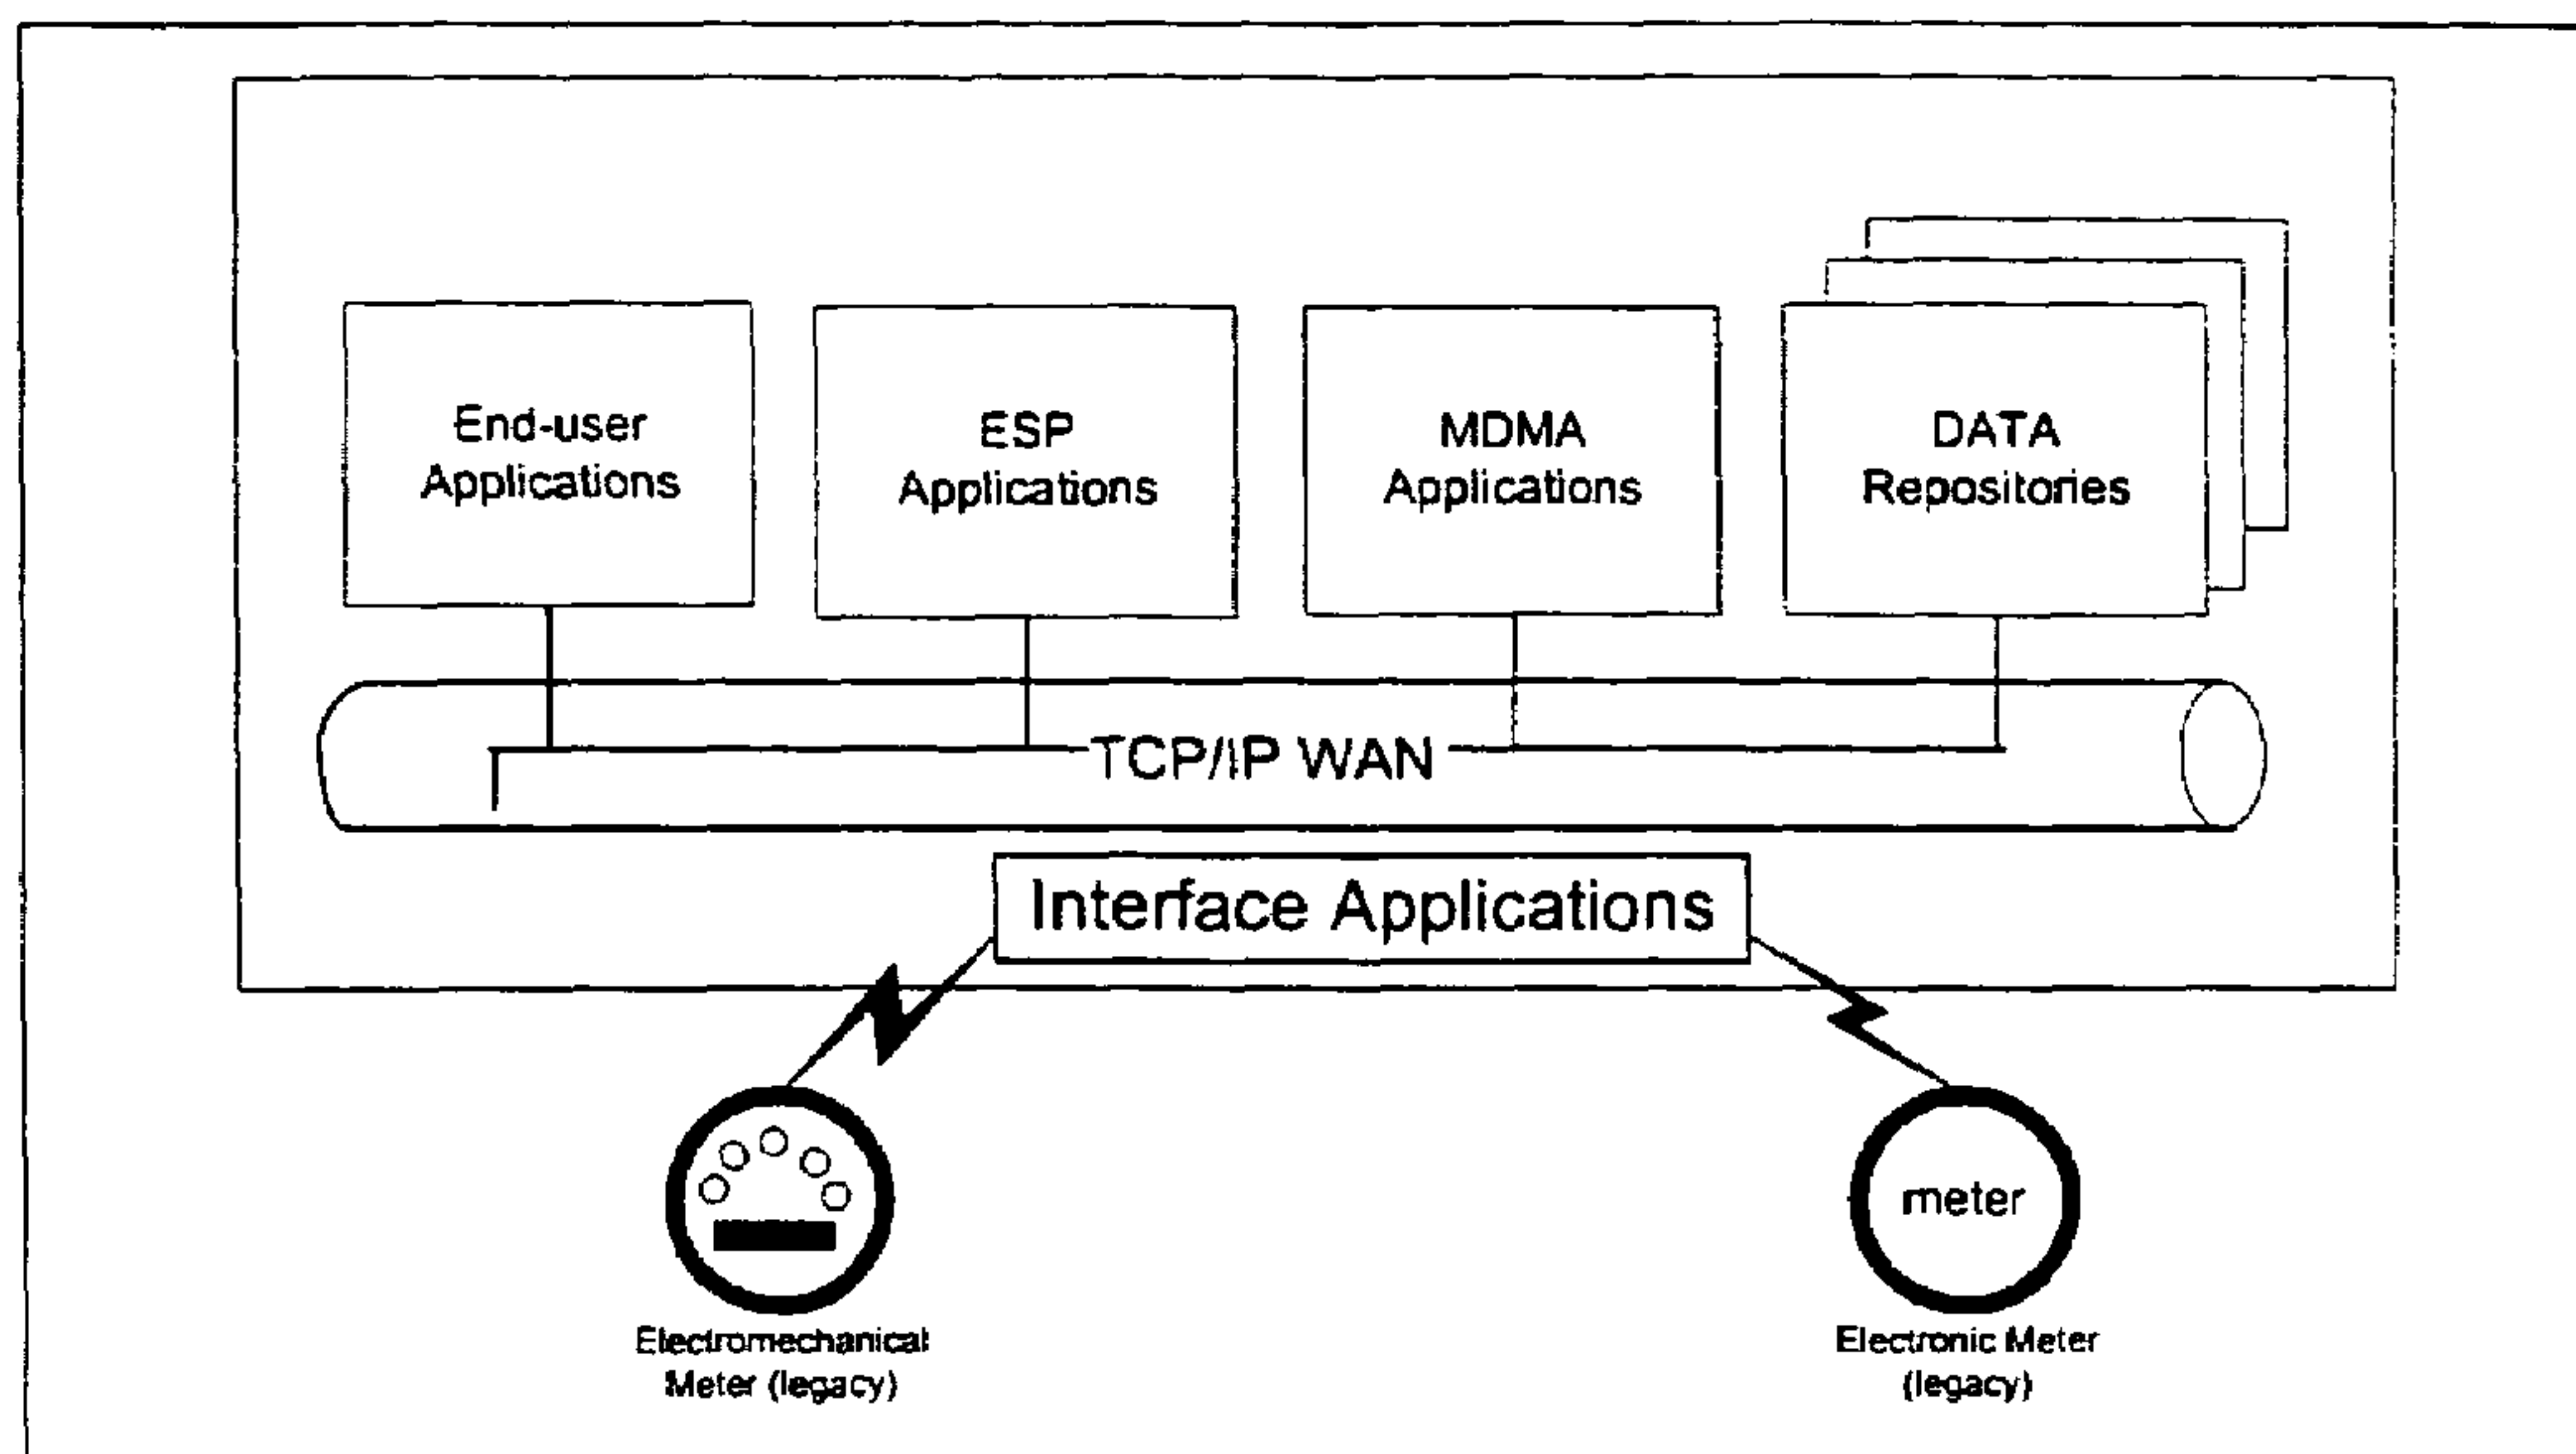 End-user
Applications
ESP
Applications
MDMA
Applications
DATA
Repositories
TCP/IP WAN
Interface Applications
meter
Electromechanical
Meter (legacy)
Electronic Meter
(legacy)